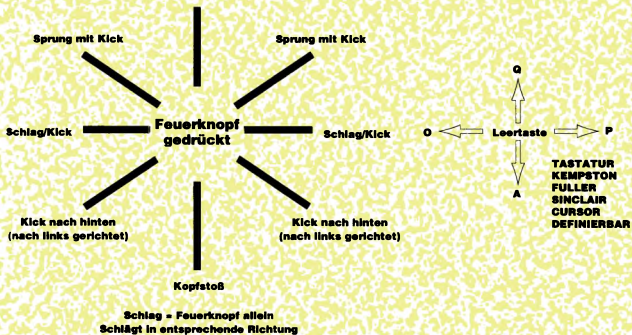 Sprung mit Kick
Sprung mit Kick
Schlag/Kick
Feuerknopf
gedrückt
Schlag/Kick
Kick nach hinten
(nach links gerichtet)
Kick nach hinten
(nach links gerichtet)
Kopfstoß
Schlag = Feuerknopf allein
Schlägt in entsprechende Richtung
Q
O
Leertaste
P
A
TASTATUR
KEMPSTON
FULLER
SINCLAIR
CURSOR
DEFINIERBAR